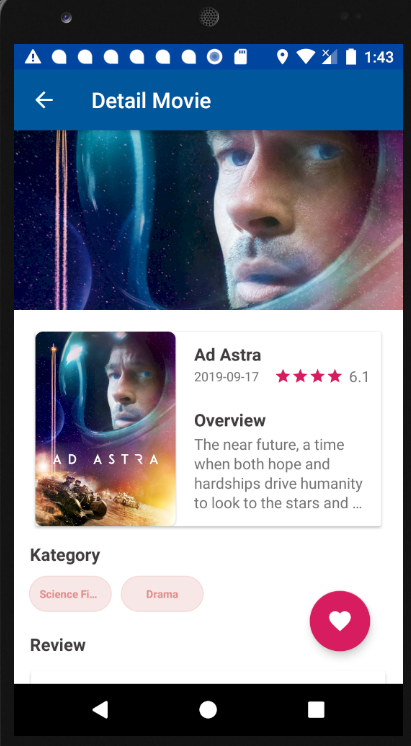 1:43
Detail Movie
Ad Astra
2019-09-17 6.1
Overview
The near future, a time
when both hope and
hardships drive humanity
to look to the stars and ...
AD ASTRA
Kategory
Science Fi... Drama
Review